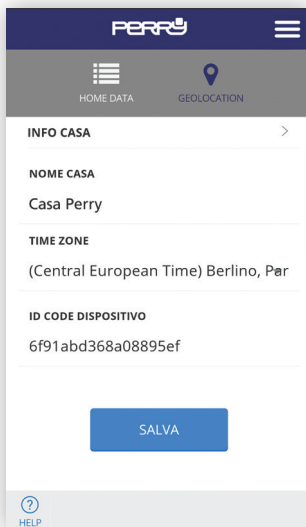 PERRY
HOME DATA
GEOLOCATION
INFO CASA
NOME CASA
Casa Perry
TIME ZONE
(Central European Time) Berlino, Par
ID CODE DISPOSITIVO
6f91abd368a08895ef
SALVA
HELP